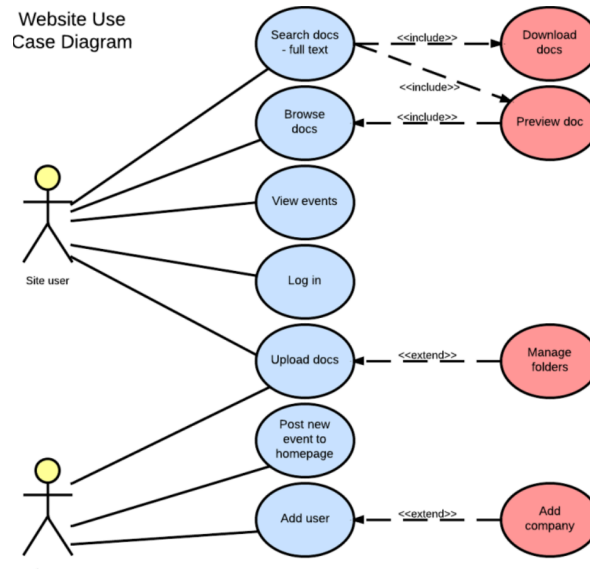 Website Use
Case Diagram
Search docs
- full text
<<include>>
Download
docs
<<include>>
Browse
docs
<<include>>
Preview doc
View events
Site user
Log in
Upload docs
<<extend>>
Manage
folders
Post new
event to
homepage
Add user
<<extend>>
Add
company